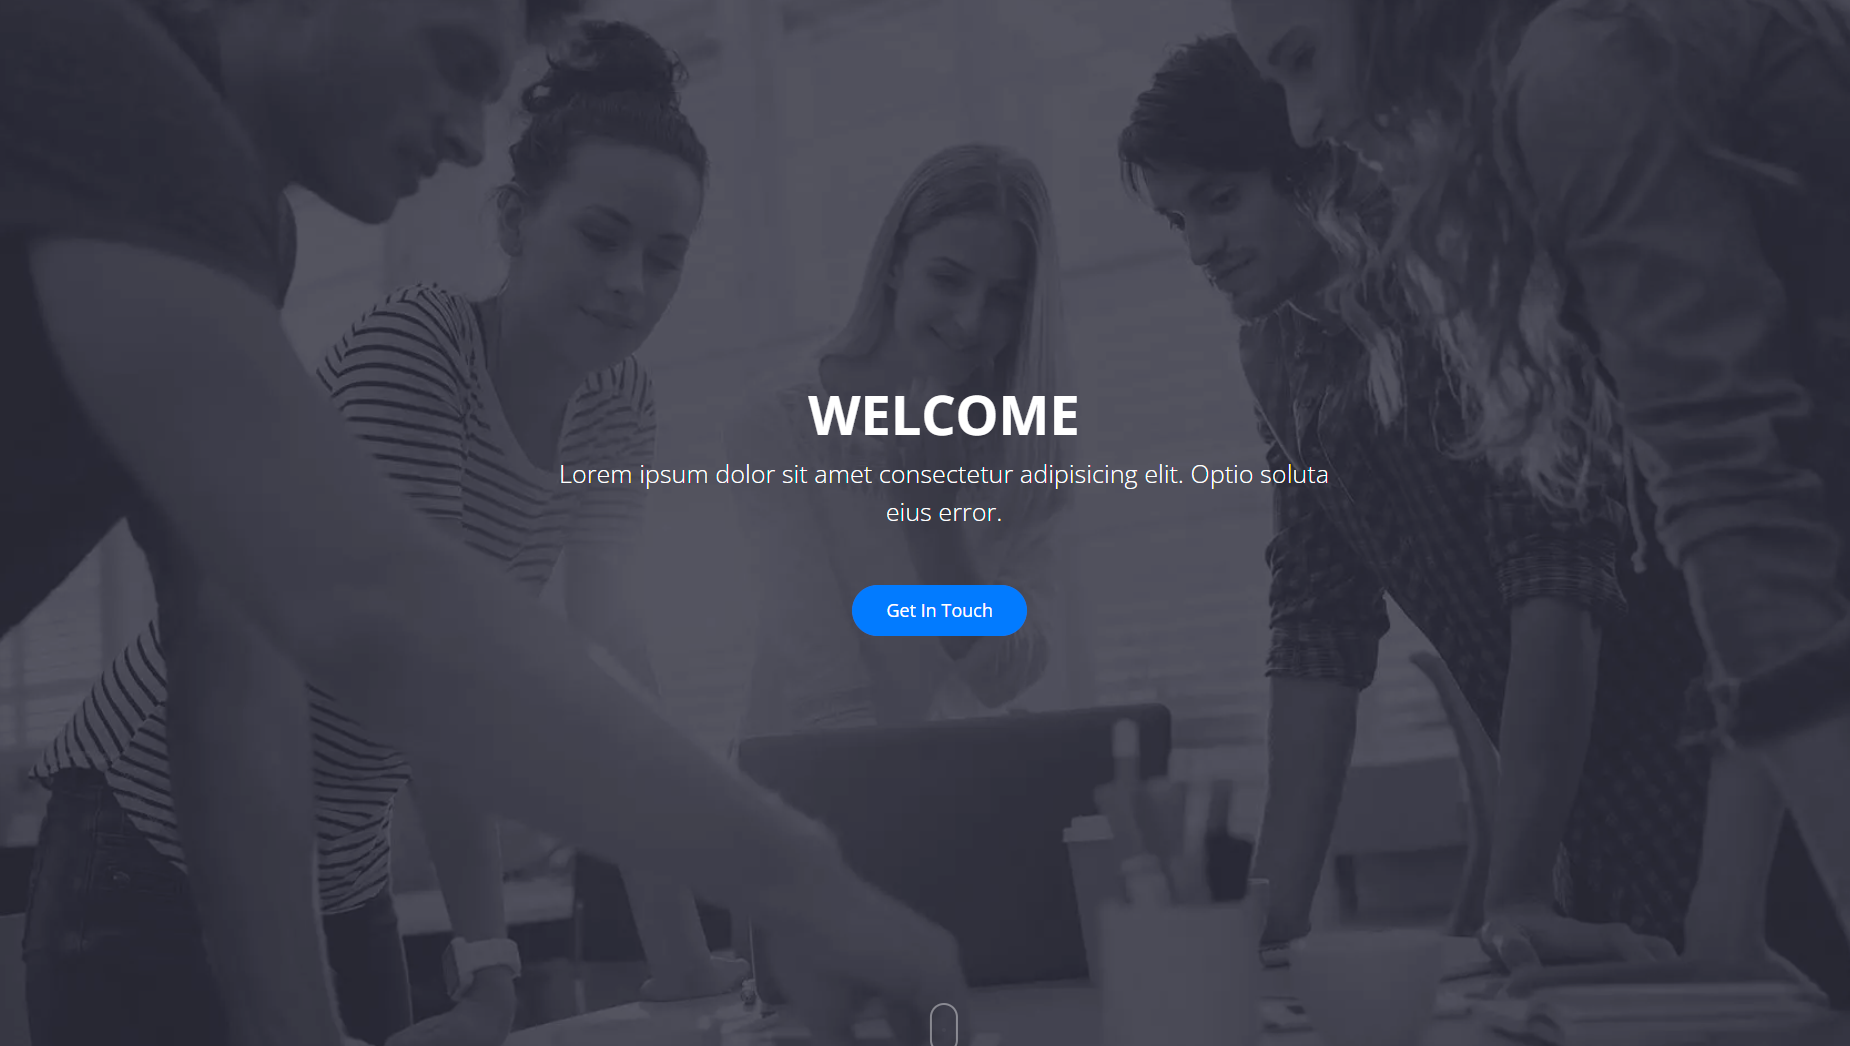 WELCOME
Lorem ipsum dolor sit amet consectetur adipisicing elit. Optio soluta
eius error.
Get In Touch